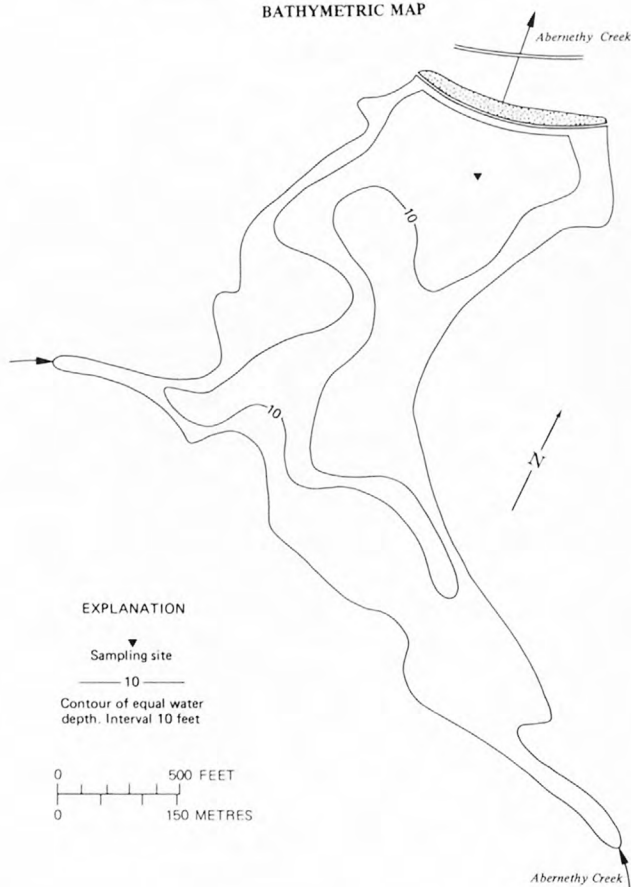 BATHYMETRIC MAP
Abernethy Creek
10
10
N
EXPLANATION
Sampling site
10
Contour of equal water
depth. Interval 10 feet
0 500 FEET
0 150 METRES
Abernethy Creek